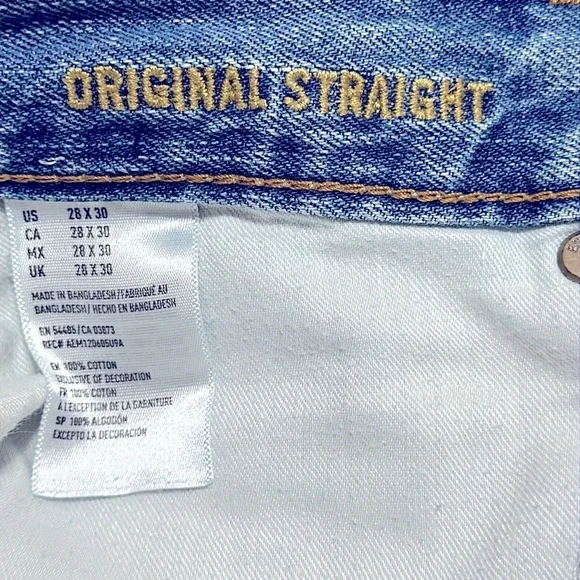 ORIGINAL STRAIGHT
US 28 X 30
CA 28 X 30
MX 28 X 30
UK 28 X 30
MADE IN BANGLADESH/FABRIQUÉ AU
BANGLADESH/ HECHO EN BANGLADESH
RN 54485/CA 03873
RFC# AEM120605U9A
EN 100% COTTON
EXCLUSIVE OF DECORATION
FR 100% COTON
À L'EXCEPTION DE LA GARNITURE
SP 100% ALGODÓN
EXCEPTO LA DECORACIÓN